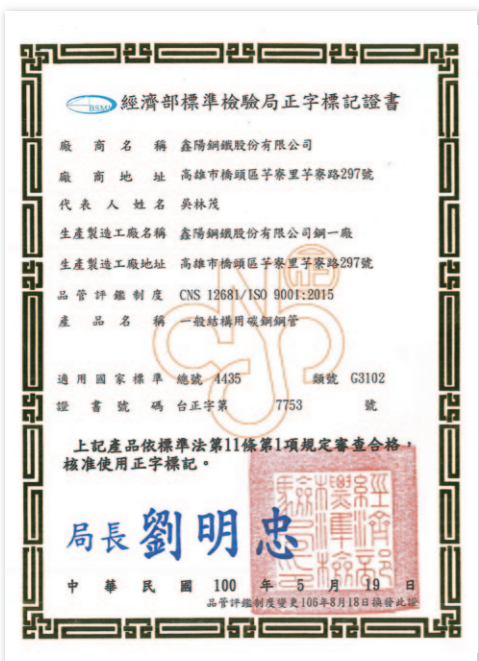 BSMI 經濟部標準檢驗局正字標記證書
廠商名稱 鑫陽鋼鐵股份有限公司
廠商地址 高雄市橋頭區芋寮里芋寮路297號
代表人姓名 吳林茂
生產製造工廠名稱 鑫陽鋼鐵股份有限公司鋼一廠
生產製造工廠地址 高雄市橋頭區芋寮里芋寮路297號
品管評鑑制度 CNS 12681/ISO 9001:2015
產品名稱 一般結構用碳鋼鋼管
適用國家標準 總號 4435 類號 G3102
證書號碼 台正字第 7753 號
上記產品依標準法第11條第1項規定審查合格，
核准使用正字標記。
經濟部標準檢驗局印
局長 劉明忠
中華民國 100 年 5 月 19 日
品管評鑑制度變更106年8月18日換發此證